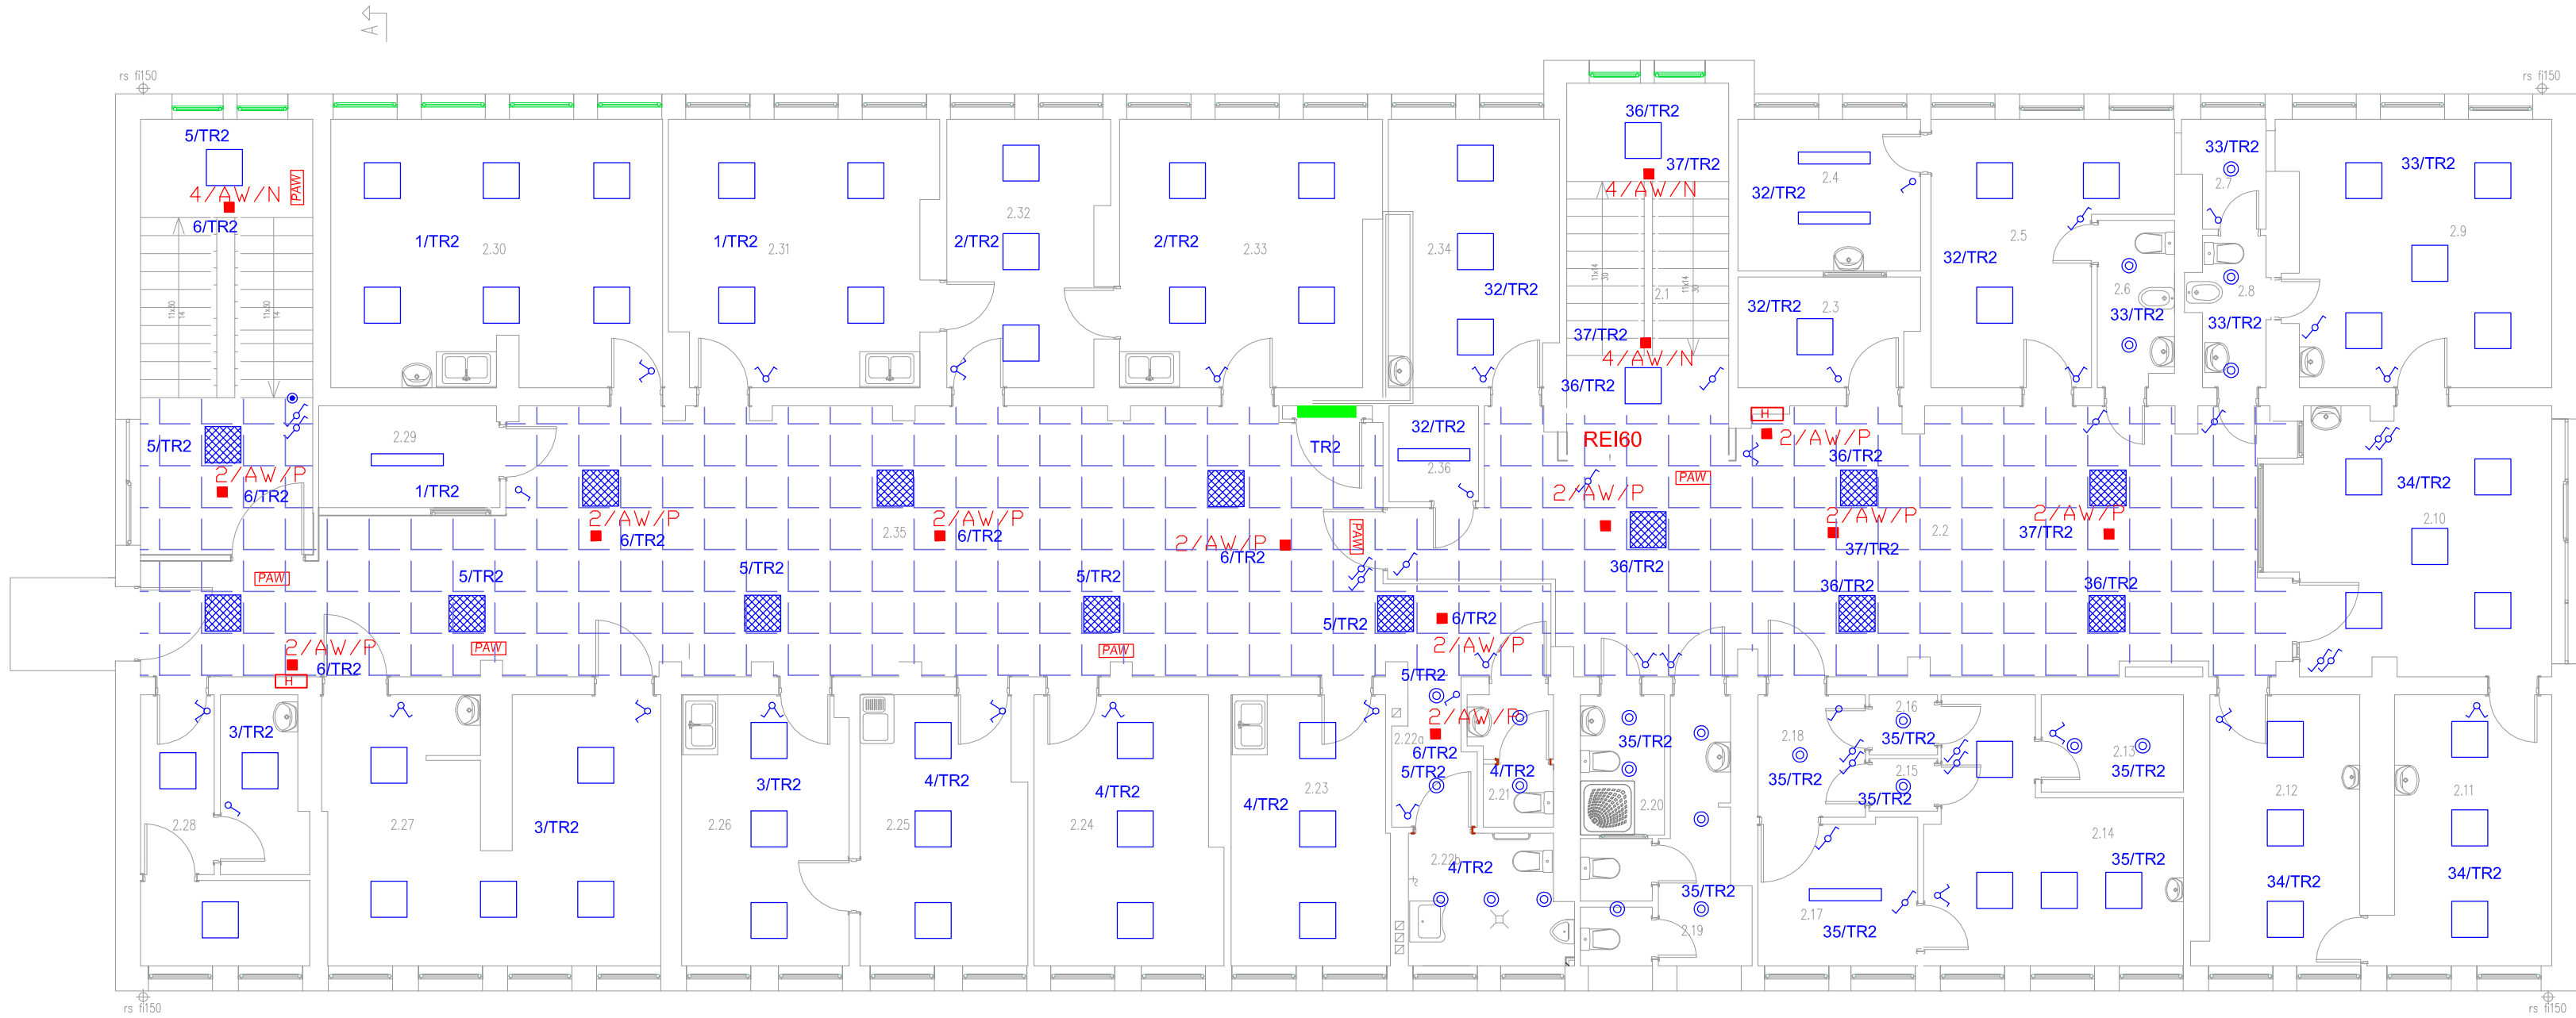 A
rs fi150
rs fi150
36/TR2
5/TR2
33/TR2
33/TR2
37/TR2
2.4
2.7
PAW
4/AW/N
4/AW/N
32/TR2
2.32
6/TR2
1/TR2
2.30
1/TR2
2.31
2/TR2
2/TR2
2.33
2.34
2.5
2.9
32/TR2
11x14
30
11x14
30
32/TR2
2.1
2.6
2.8
11x30
14
11x30
14
32/TR2
2.3
33/TR2
33/TR2
37/TR2
4/AW/N
36/TR2
H
5/TR2
2.29
32/TR2
TR2
REI60
2/AW/P
36/TR2
2.36
2/AW/P
6/TR2
1/TR2
PAW
34/TR2
2/AW/P
2/AW/P
2/AW/P
6/TR2
2.35
6/TR2
2/AW/P
6/TR2
PAW
2/AW/P
37/TR2
2.2
2/AW/P
37/TR2
2.10
PAW
5/TR2
5/TR2
5/TR2
36/TR2
36/TR2
36/TR2
5/TR2
6/TR2
2/AW/P
2/AW/P
6/TR2
H
PAW
PAW
5/TR2
3/TR2
2/AW/P
2.22a
6/TR2
5/TR2
4/TR2
2.21
35/TR2
2.20
2.18
35/TR2
2.16
35/TR2
2.15
35/TR2
2.13
35/TR2
2.28
2.27
3/TR2
2.26
3/TR2
2.25
4/TR2
2.24
4/TR2
4/TR2
2.23
2.12
2.11
2.22b
4/TR2
35/TR2
2.19
2.14
35/TR2
2.17
35/TR2
34/TR2
34/TR2
rs fi150
rs fi150